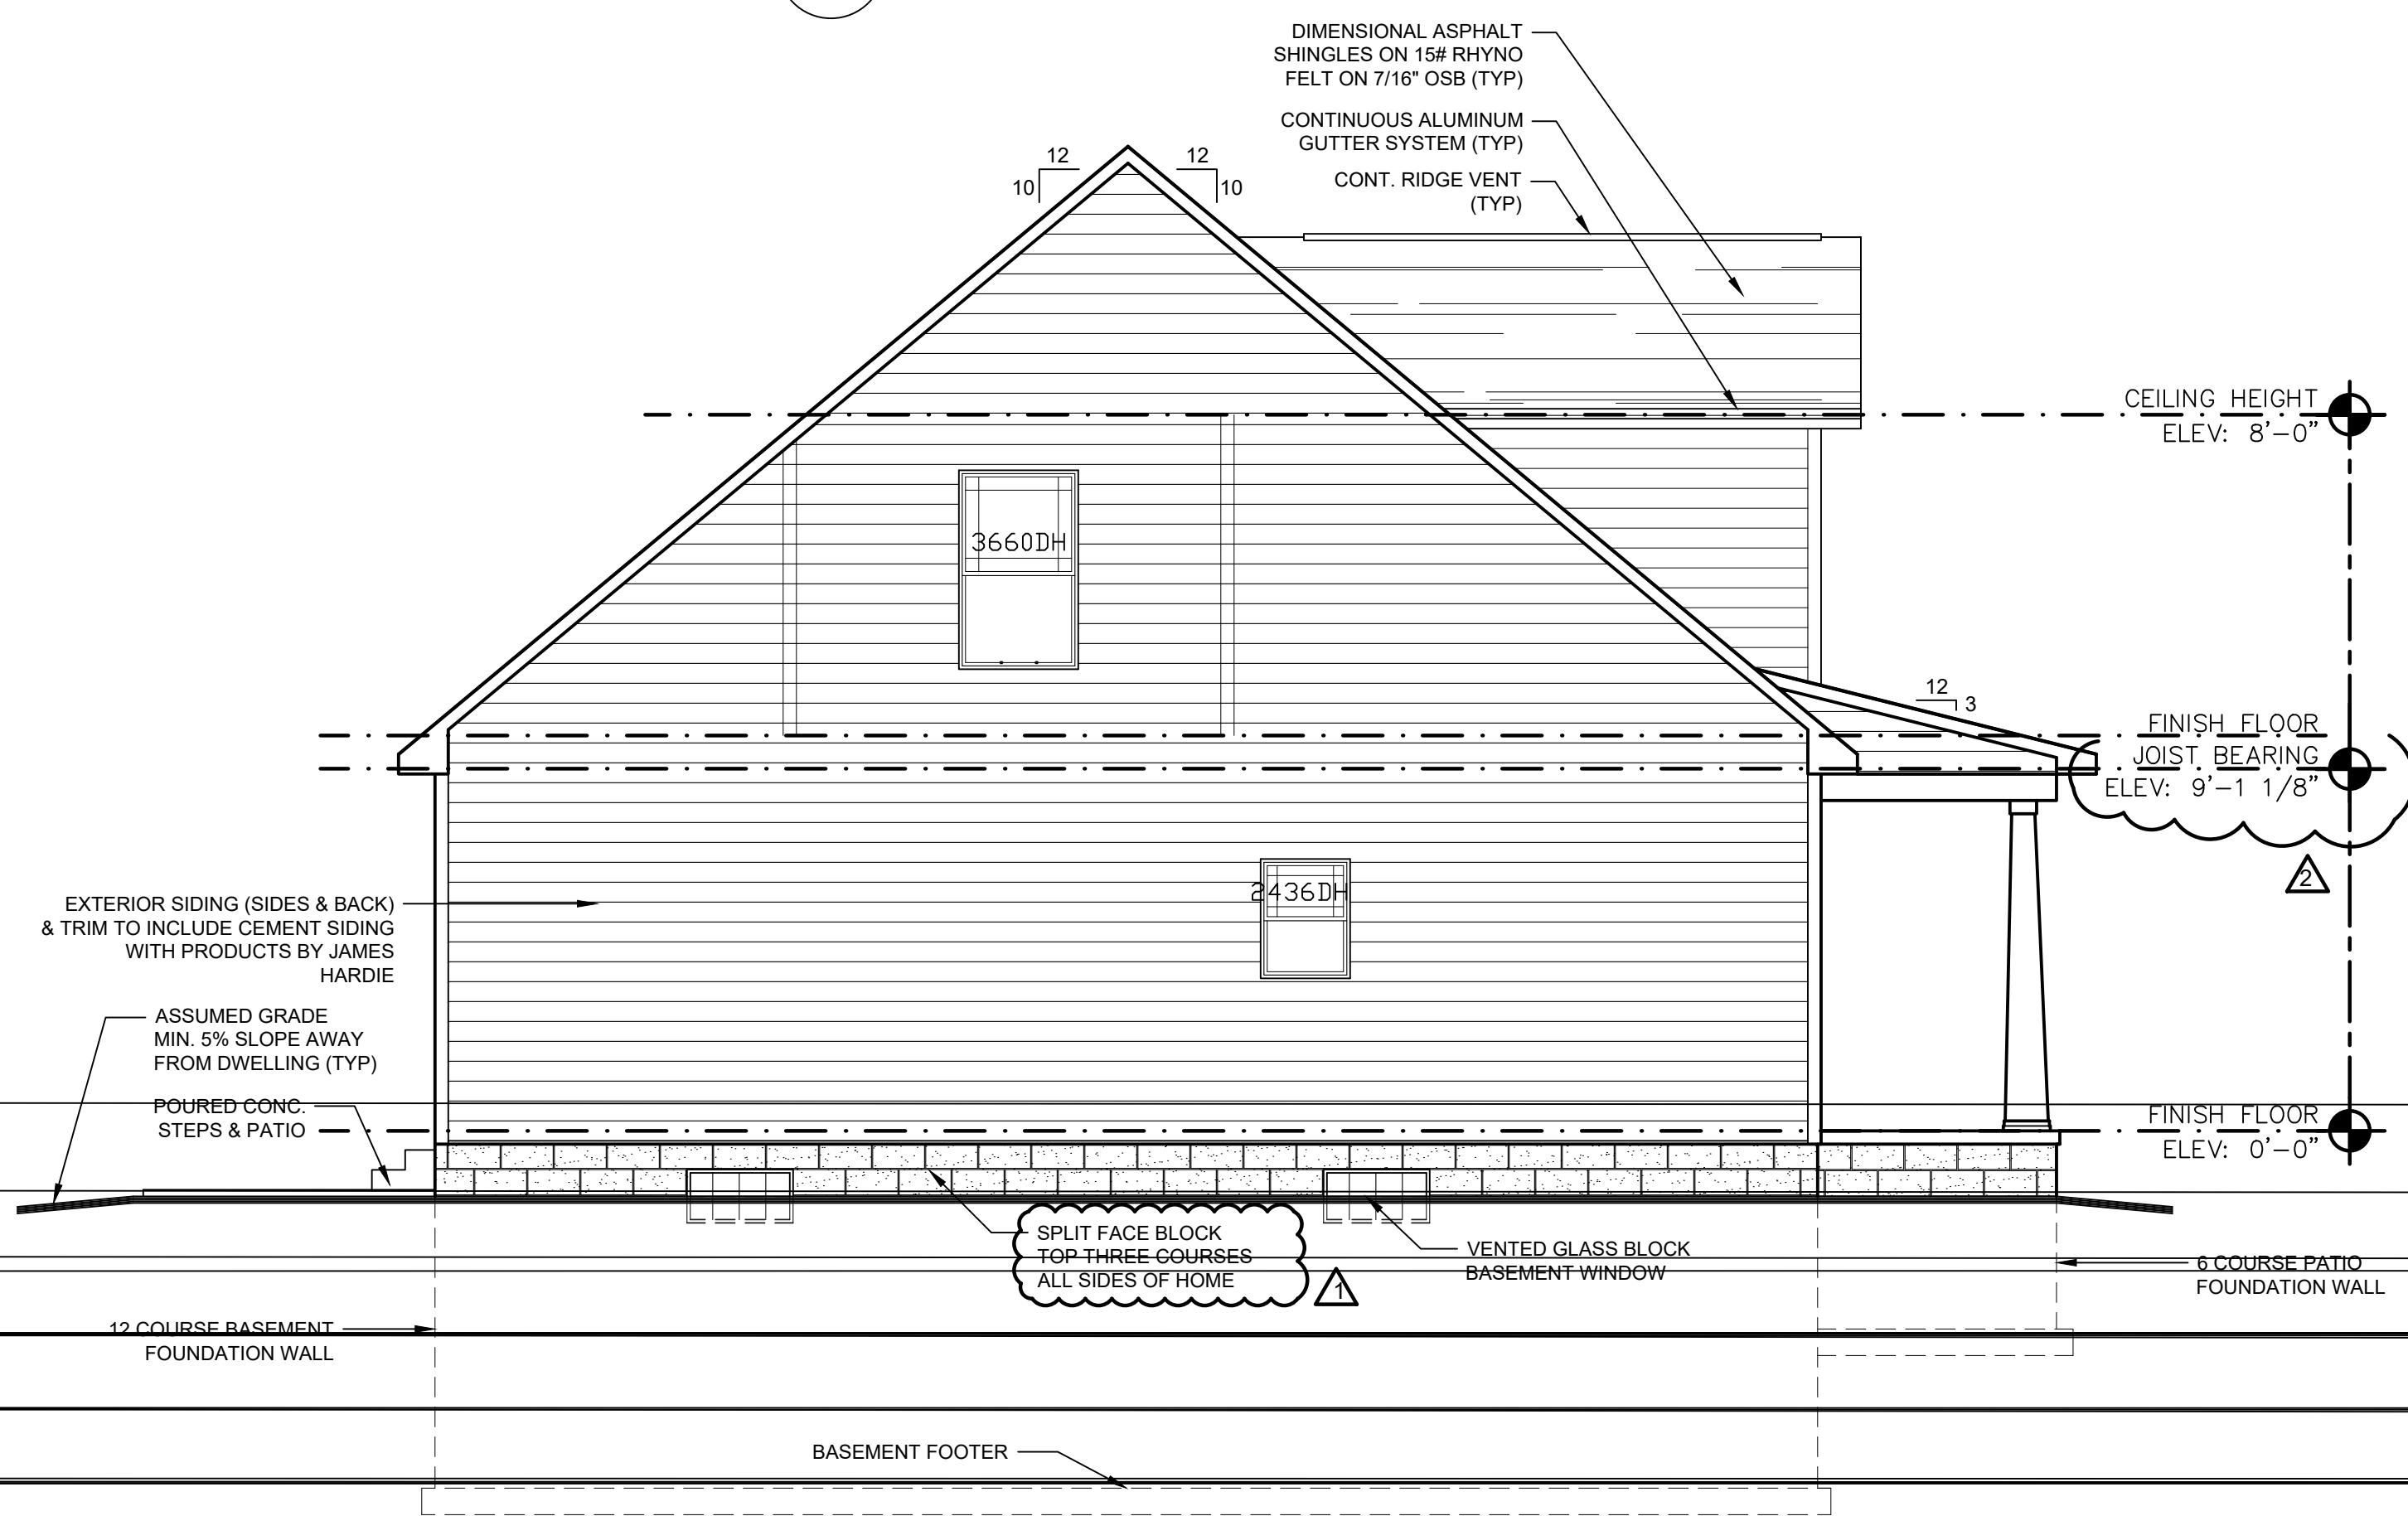 DIMENSIONAL ASPHALT
SHINGLES ON 15# RHYNO
FELT ON 7/16" OSB (TYP)
CONTINUOUS ALUMINUM
GUTTER SYSTEM (TYP)
CONT. RIDGE VENT
(TYP)
12
10
12
10
CEILING HEIGHT
ELEV: 8'-0"
3660DH
12
3
FINISH FLOOR
JOIST BEARING
ELEV: 9'-1 1/8"
2
2436DH
EXTERIOR SIDING (SIDES & BACK)
& TRIM TO INCLUDE CEMENT SIDING
WITH PRODUCTS BY JAMES
HARDIE
ASSUMED GRADE
MIN. 5% SLOPE AWAY
FROM DWELLING (TYP)
POURED CONC.
STEPS & PATIO
FINISH FLOOR
ELEV: 0'-0"
SPLIT FACE BLOCK
TOP THREE COURSES
ALL SIDES OF HOME
1
VENTED GLASS BLOCK
BASEMENT WINDOW
6 COURSE PATIO
FOUNDATION WALL
12 COURSE BASEMENT
FOUNDATION WALL
BASEMENT FOOTER